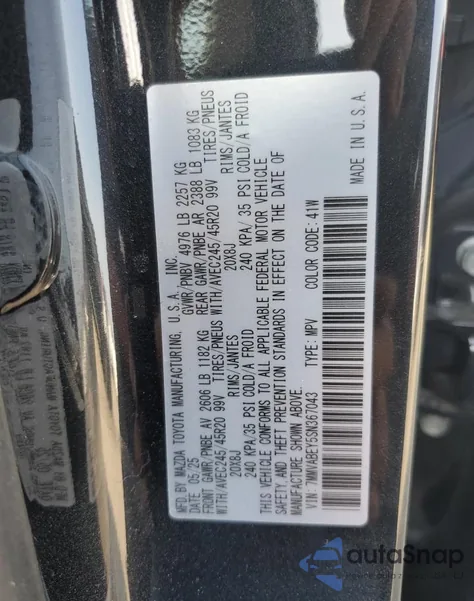 MFD. BY MAZDA TOYOTA MANUFACTURING, U.S.A., INC.
DATE: 05/25 GVWR/PNBV 4976 LB 2257 KG
FRONT GAWR/PNBE AV 2606 LB 1182 KG REAR GAWR/PNBE AR 2388 LB 1083 KG
WITH/AVEC245/45R20 99V TIRES/PNEUS WITH/AVEC245/45R20 99V TIRES/PNEUS
20X8J RIMS/JANTES 20X8J RIMS/JANTES
240 KPA/35 PSI COLD/A FROID 240 KPA/35 PSI COLD/A FROID
THIS VEHICLE CONFORMS TO ALL APPLICABLE FEDERAL MOTOR VEHICLE
SAFETY, AND THEFT PREVENTION STANDARDS IN EFFECT ON THE DATE OF
MANUFACTURE SHOWN ABOVE.
VIN 7MMVABEY5SN367043 TYPE: MPV COLOR CODE: 41W
MADE IN U.S.A.
autoSnap